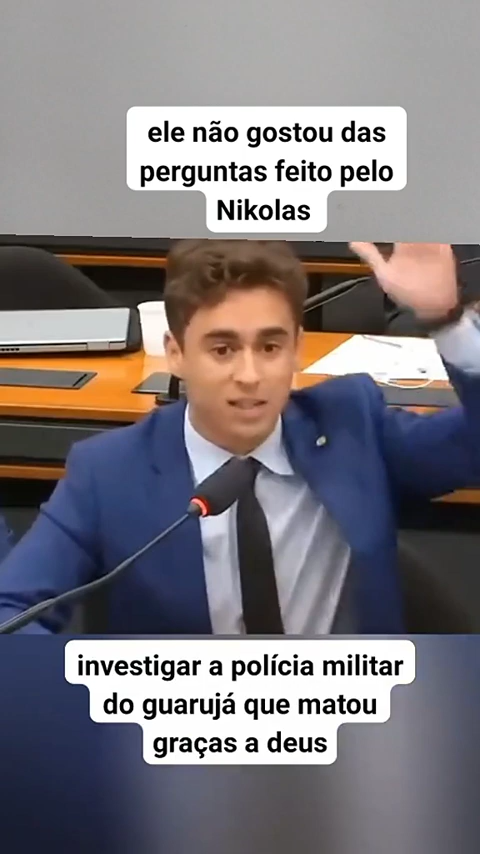 ele não gostou das
perguntas feito pelo
Nikolas
investigar a polícia militar
do guarujá que matou
graças a deus